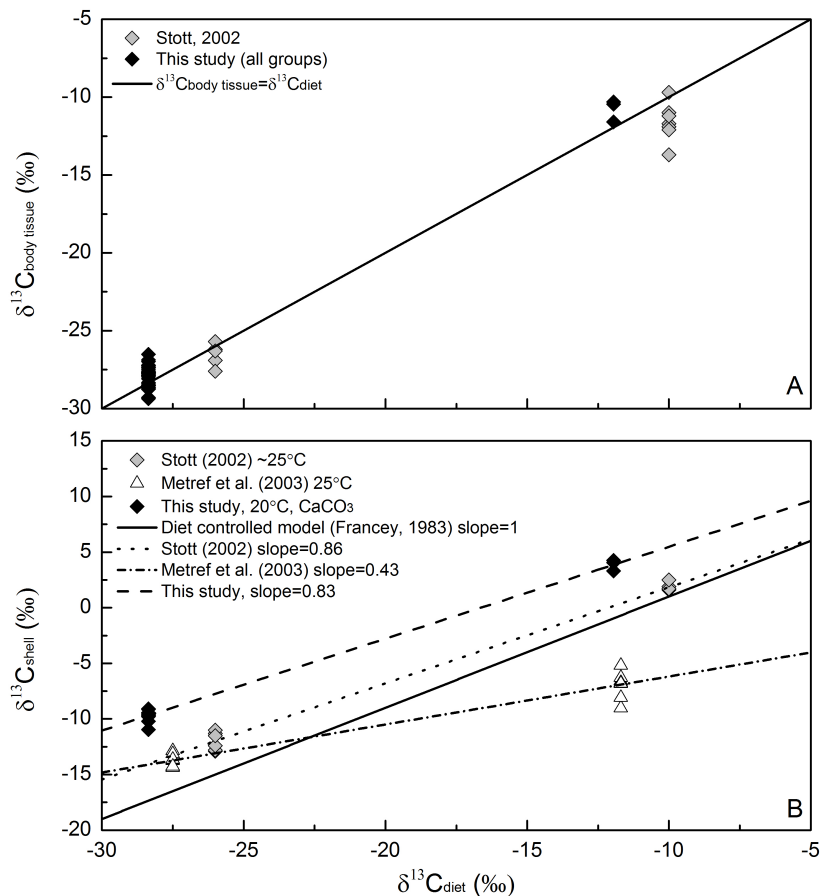 -5
-10
-15
-20
-25
-30
δ¹³Cbody tissue (‰)
Stott, 2002
This study (all groups)
δ¹³Cbody tissue=δ¹³Cdiet
A
15
10
5
0
-5
-10
-15
-20
δ¹³Cshell (‰)
Stott (2002) ~25°C
Metref et al. (2003) 25°C
This study, 20°C, CaCO₃
Diet controlled model (Francey, 1983) slope=1
Stott (2002) slope=0.86
Metref et al. (2003) slope=0.43
This study, slope=0.83
B
-30 -25 -20 -15 -10 -5
δ¹³Cdiet (‰)